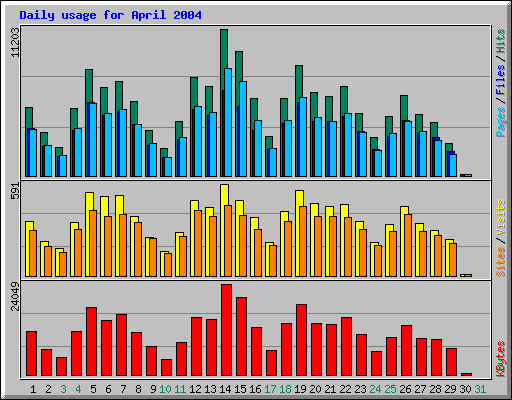 Daily usage for April 2004
11203
Pages / Files / Hits
591
Sites / Visits
24049
KBytes
1 2 3 4 5 6 7 8 9 10 11 12 13 14 15 16 17 18 19 20 21 22 23 24 25 26 27 28 29 30 31